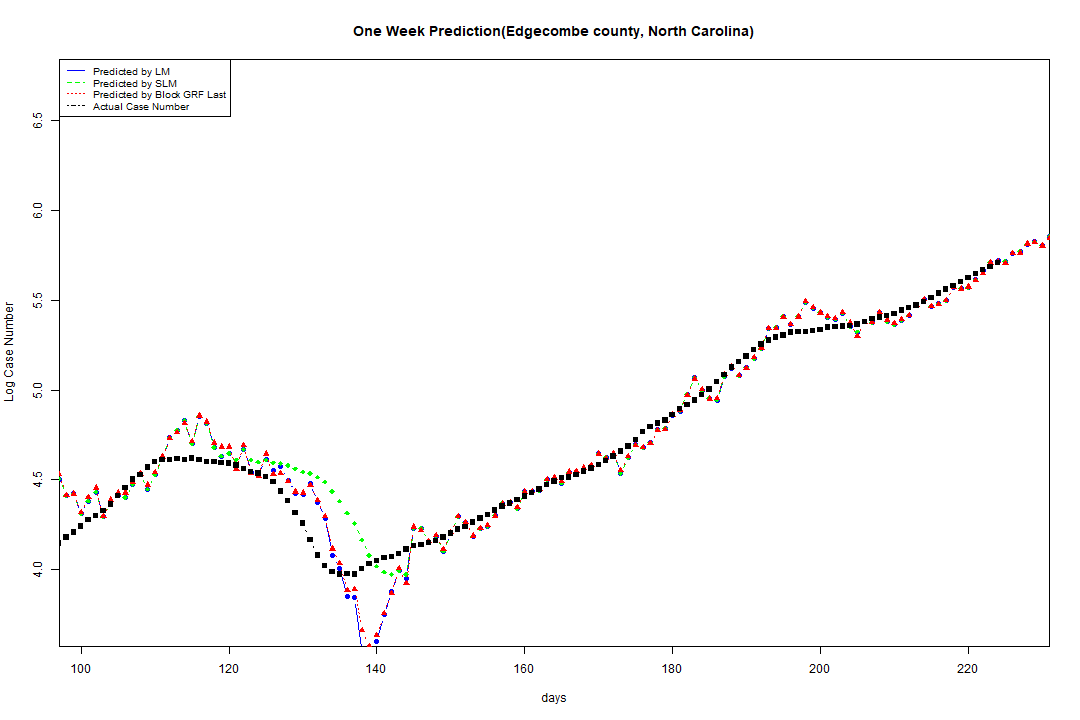 One Week Prediction(Edgecombe county, North Carolina)
Predicted by LM
Predicted by SLM
Predicted by Block GRF Last
Actual Case Number
6.5
6.0
5.5
5.0
4.5
4.0
Log Case Number
100 120 140 160 180 200 220
days